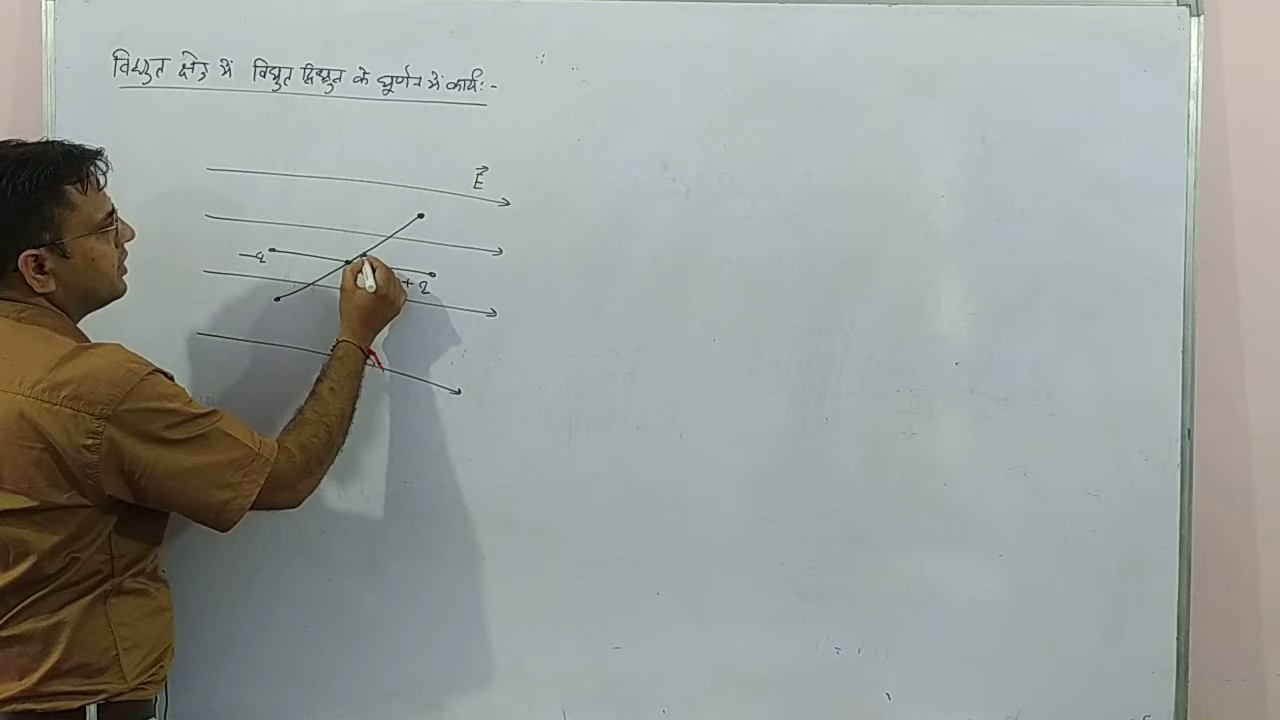 विद्युत क्षेत्र में विद्युत द्विध्रुव के घूर्णन में कार्य :-
E⃗
-q
+q